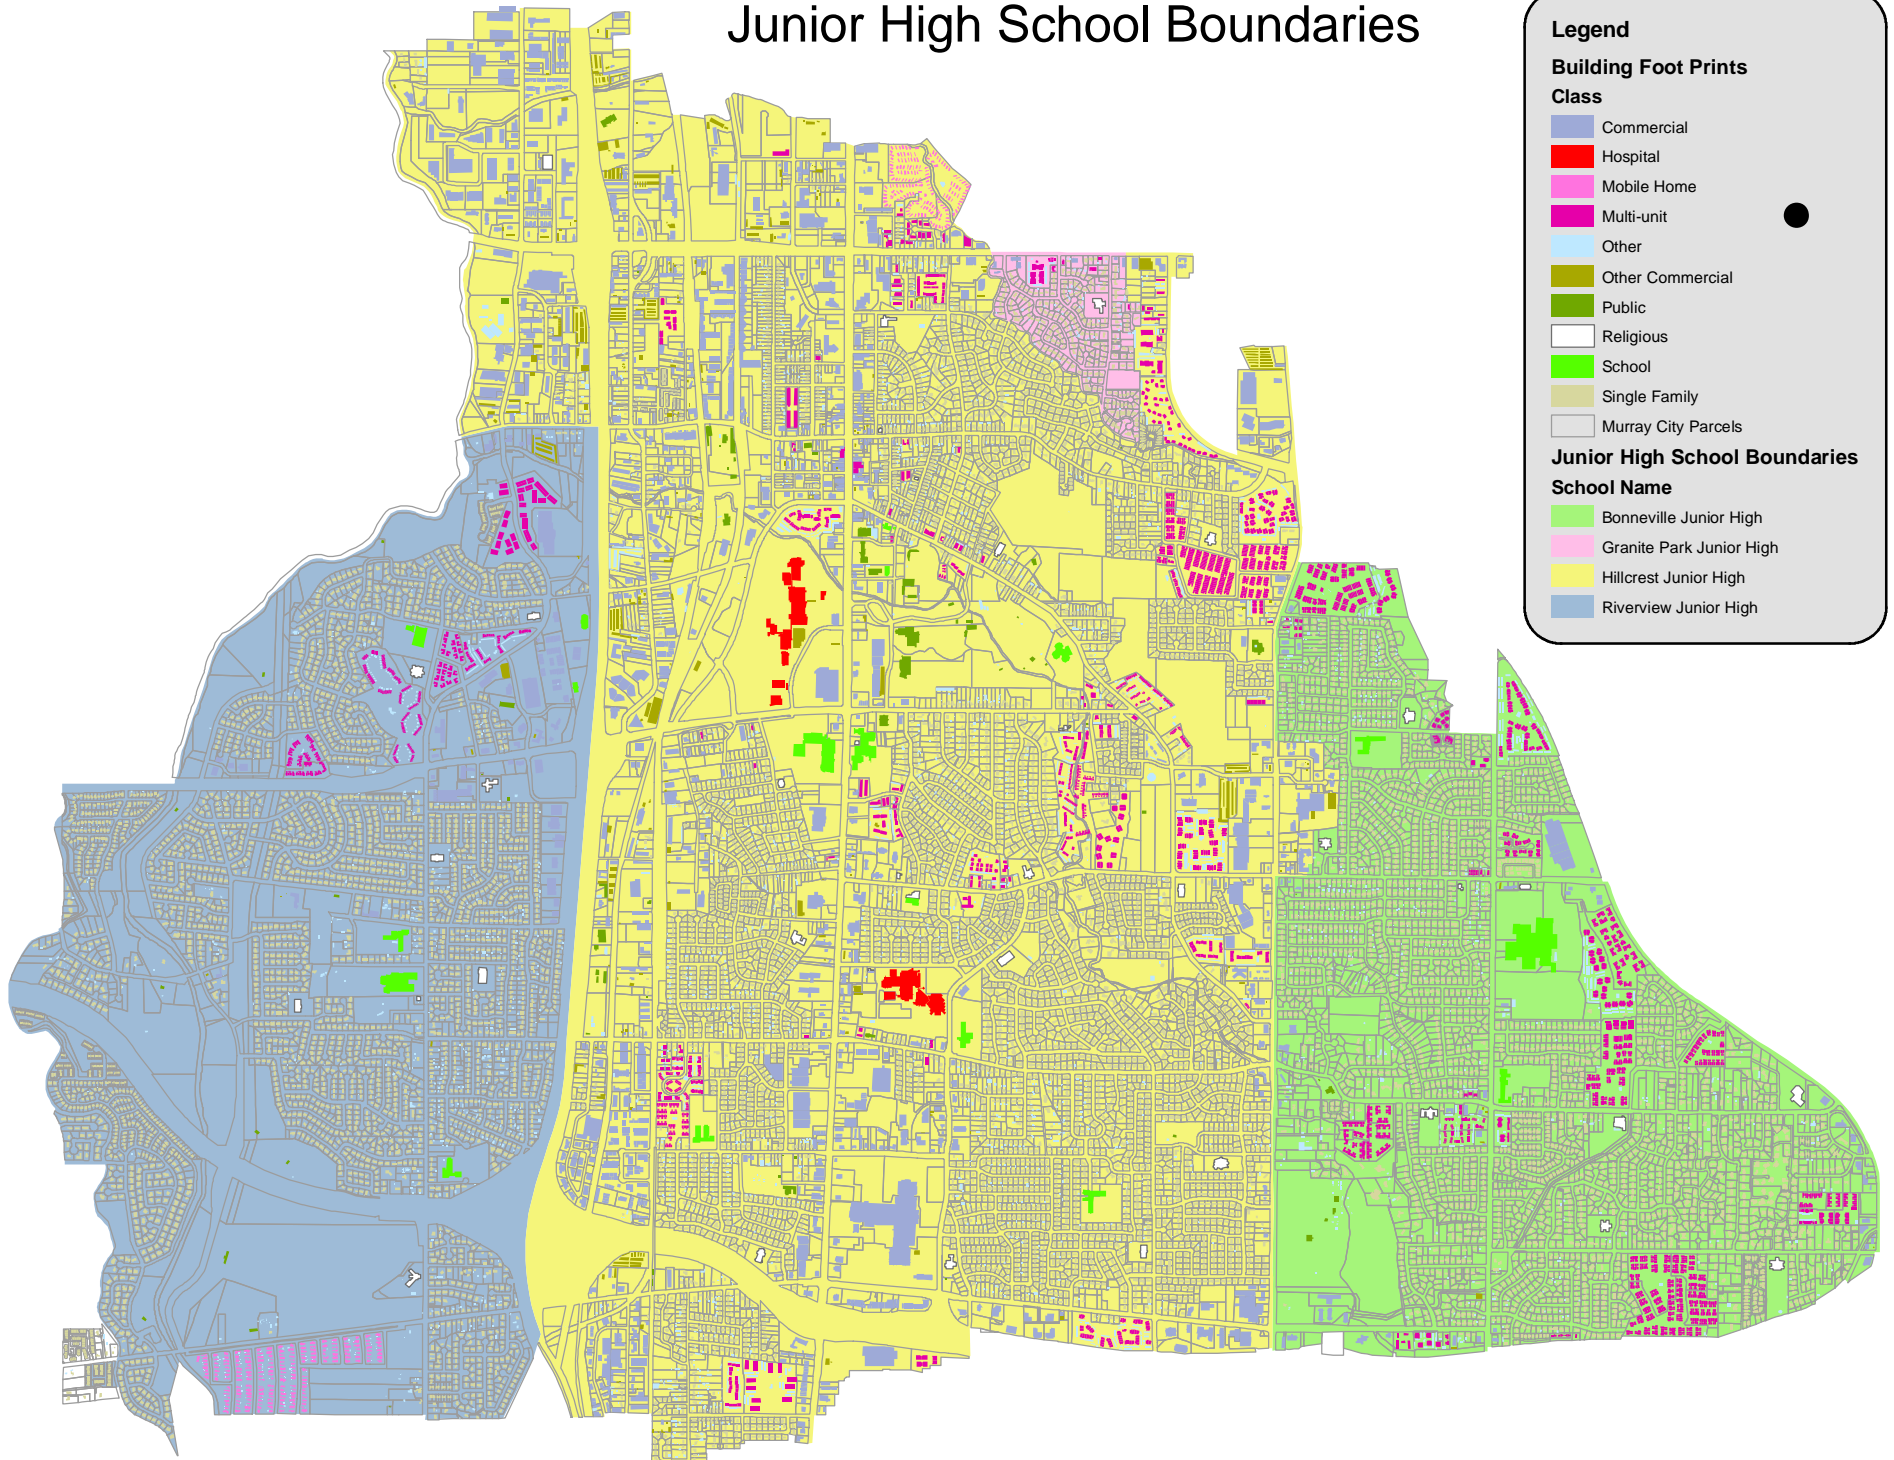 Junior High School Boundaries
Legend
Building Foot Prints
Class
Commercial
Hospital
Mobile Home
Multi-unit
Other
Other Commercial
Public
Religious
School
Single Family
Murray City Parcels
Junior High School Boundaries
School Name
Bonneville Junior High
Granite Park Junior High
Hillcrest Junior High
Riverview Junior High